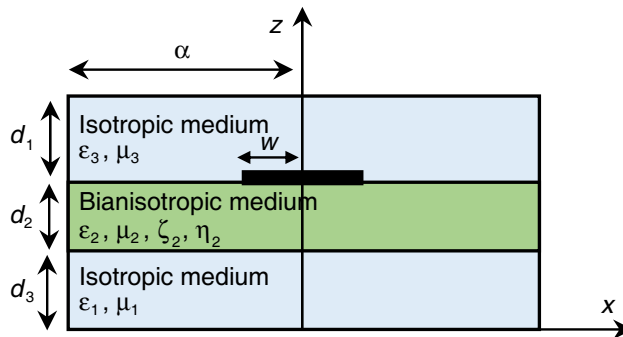 z
α
d₁
Isotropic medium
ε₃, μ₃
w
d₂
Bianisotropic medium
ε₂, μ₂, ζ₂, η₂
d₃
Isotropic medium
ε₁, μ₁
x